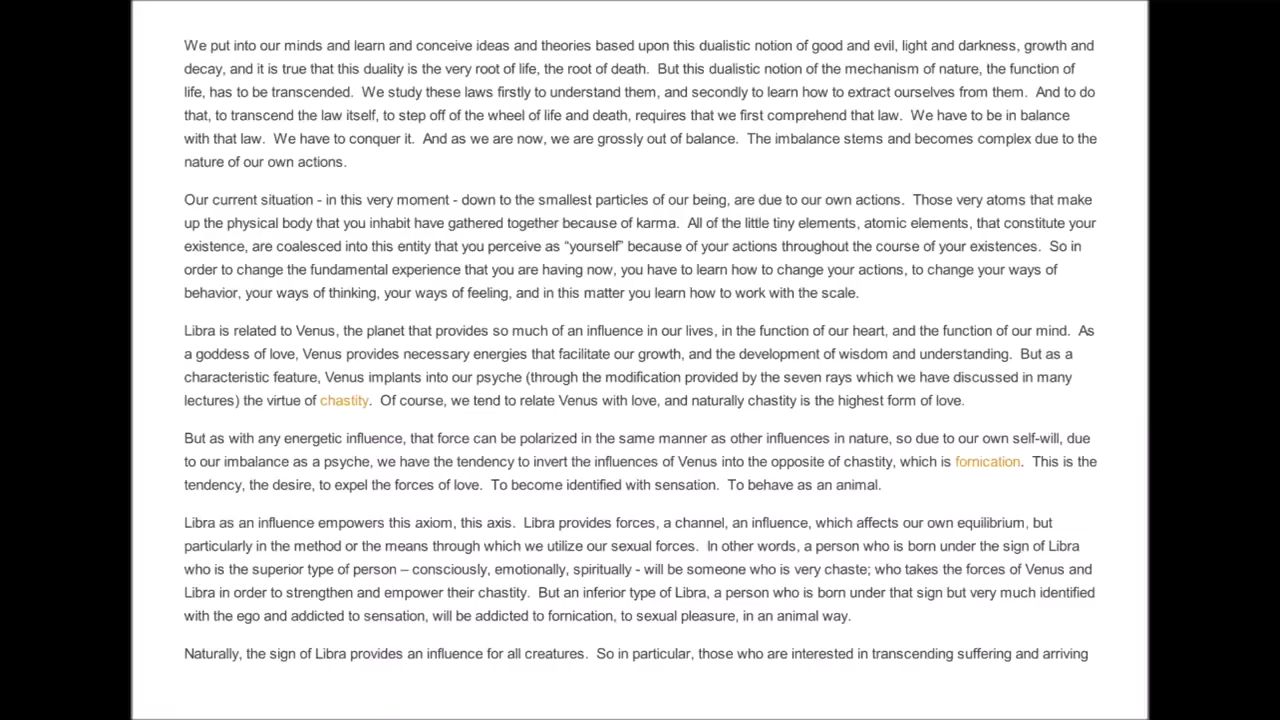 We put into our minds and learn and conceive ideas and theories based upon this dualistic notion of good and evil, light and darkness, growth and
decay, and it is true that this duality is the very root of life, the root of death.  But this dualistic notion of the mechanism of nature, the function of
life, has to be transcended.  We study these laws firstly to understand them, and secondly to learn how to extract ourselves from them.  And to do
that, to transcend the law itself, to step off of the wheel of life and death, requires that we first comprehend that law.  We have to be in balance
with that law.  We have to conquer it.  And as we are now, we are grossly out of balance.  The imbalance stems and becomes complex due to the
nature of our own actions.
Our current situation - in this very moment - down to the smallest particles of our being, are due to our own actions.  Those very atoms that make
up the physical body that you inhabit have gathered together because of karma.  All of the little tiny elements, atomic elements, that constitute your
existence, are coalesced into this entity that you perceive as “yourself” because of your actions throughout the course of your existences.  So in
order to change the fundamental experience that you are having now, you have to learn how to change your actions, to change your ways of
behavior, your ways of thinking, your ways of feeling, and in this matter you learn how to work with the scale.
Libra is related to Venus, the planet that provides so much of an influence in our lives, in the function of our heart, and the function of our mind.  As
a goddess of love, Venus provides necessary energies that facilitate our growth, and the development of wisdom and understanding.  But as a
characteristic feature, Venus implants into our psyche (through the modification provided by the seven rays which we have discussed in many
lectures) the virtue of chastity.  Of course, we tend to relate Venus with love, and naturally chastity is the highest form of love.
But as with any energetic influence, that force can be polarized in the same manner as other influences in nature, so due to our own self-will, due
to our imbalance as a psyche, we have the tendency to invert the influences of Venus into the opposite of chastity, which is fornication.  This is the
tendency, the desire, to expel the forces of love.  To become identified with sensation.  To behave as an animal.
Libra as an influence empowers this axiom, this axis.  Libra provides forces, a channel, an influence, which affects our own equilibrium, but
particularly in the method or the means through which we utilize our sexual forces.  In other words, a person who is born under the sign of Libra
who is the superior type of person – consciously, emotionally, spiritually - will be someone who is very chaste; who takes the forces of Venus and
Libra in order to strengthen and empower their chastity.  But an inferior type of Libra, a person who is born under that sign but very much identified
with the ego and addicted to sensation, will be addicted to fornication, to sexual pleasure, in an animal way.
Naturally, the sign of Libra provides an influence for all creatures.  So in particular, those who are interested in transcending suffering and arriving